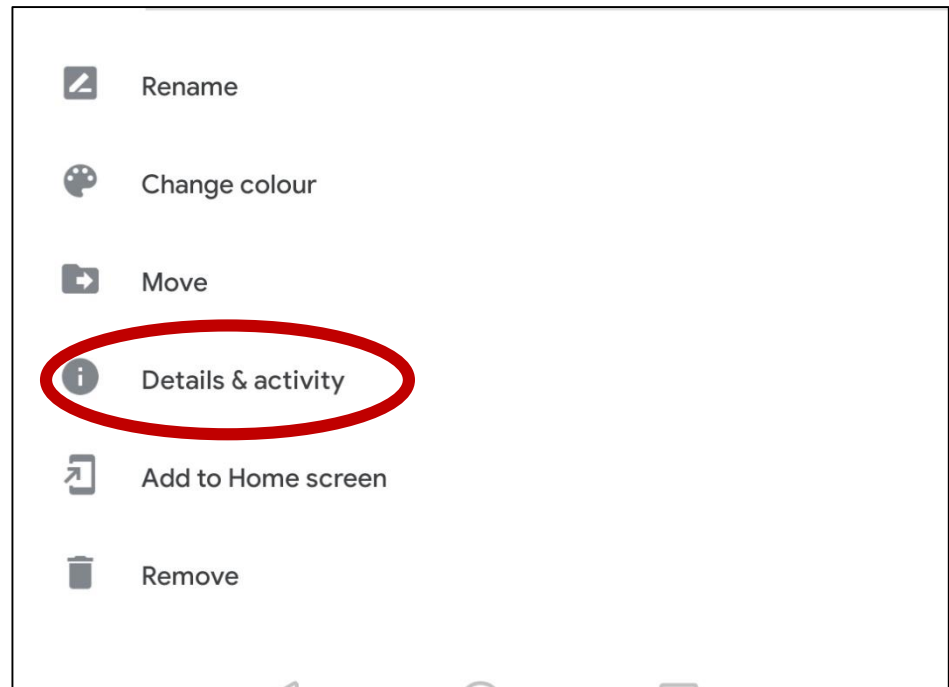 Rename
Change colour
Move
Details & activity
Add to Home screen
Remove